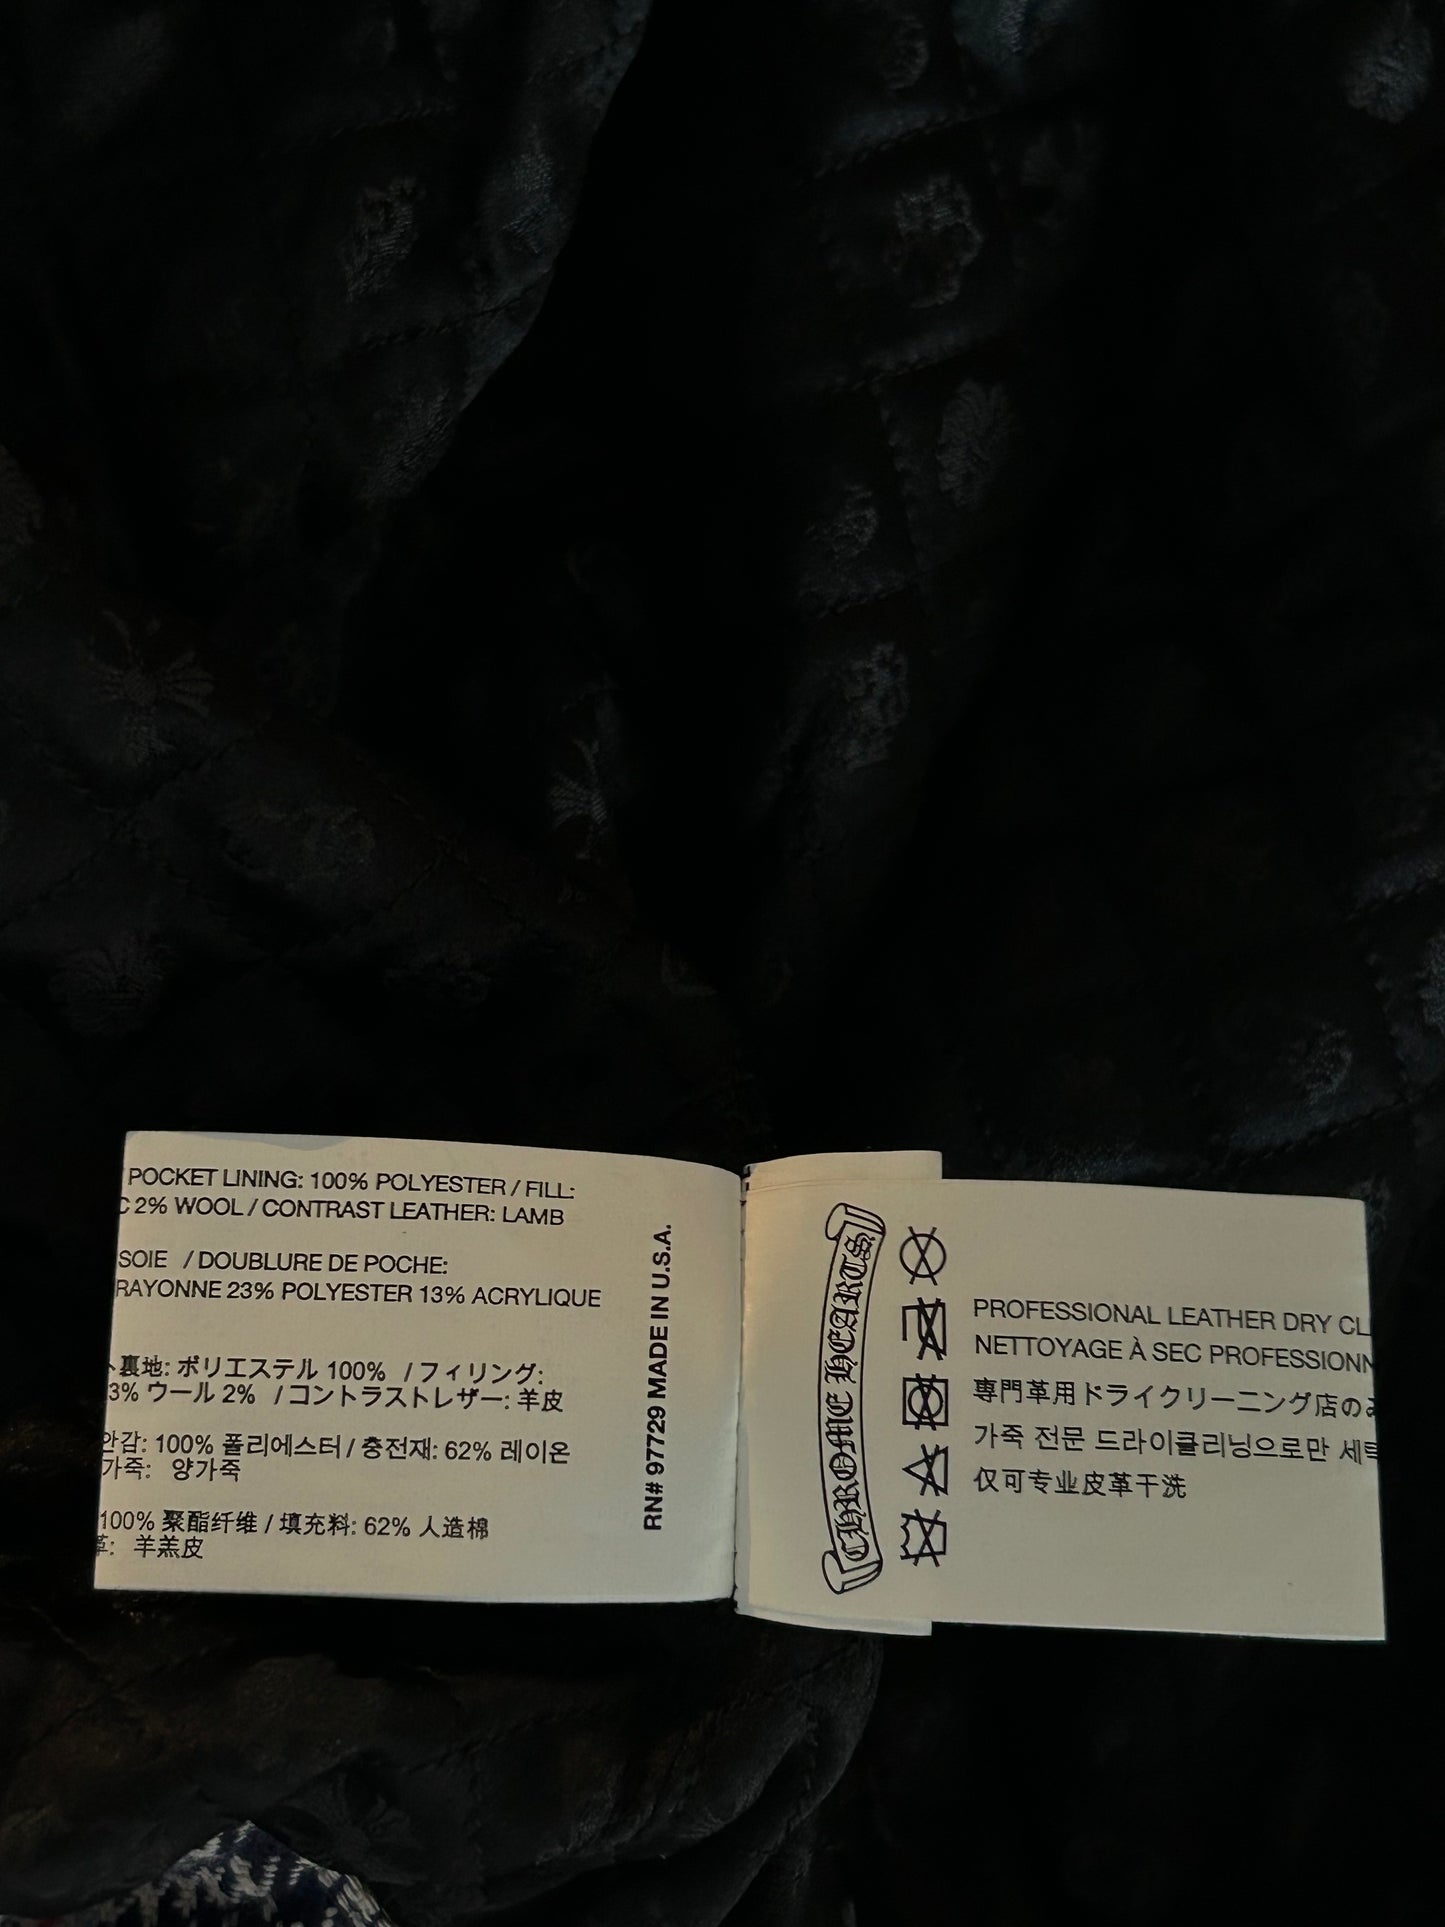 POCKET LINING: 100% POLYESTER / FILL:
C 2% WOOL / CONTRAST LEATHER: LAMB
SOIE / DOUBLURE DE POCHE:
RAYONNE 23% POLYESTER 13% ACRYLIQUE
裏地: ポリエステル 100% / フィリング:
3% ウール 2% / コントラストレザー: 羊皮
안감: 100% 폴리에스터 / 충전재: 62% 레이온
가죽: 양가죽
100% 聚酯纤维 / 填充料: 62% 人造棉
革: 羊羔皮
RN# 97729 MADE IN U.S.A.
CHROME HEARTS
PROFESSIONAL LEATHER DRY CL
NETTOYAGE À SEC PROFESSIONN
専門革用ドライクリーニング店のみ
가죽 전문 드라이클리닝으로만 세탁
仅可专业皮革干洗